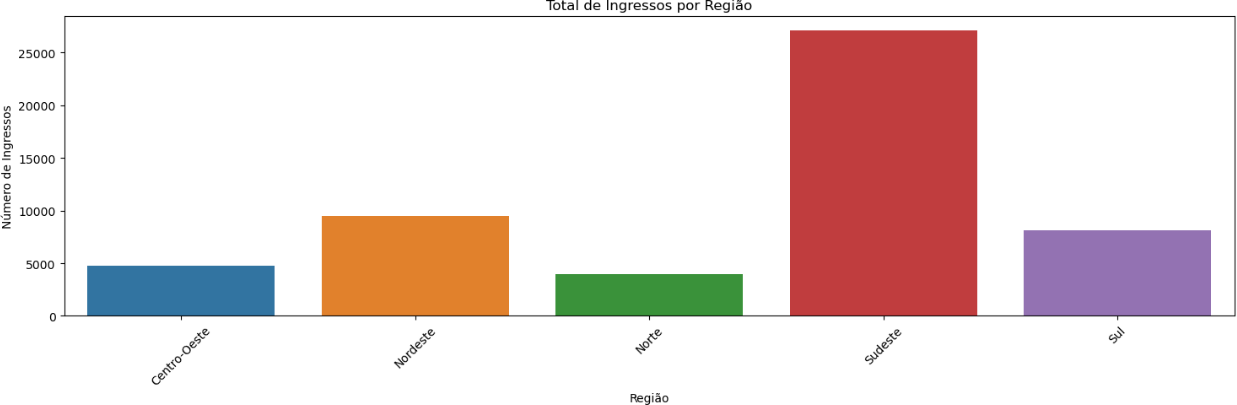 Total de Ingressos por Região
Número de Ingressos
25000
20000
15000
10000
5000
0
Centro-Oeste
Nordeste
Norte
Sudeste
Sul
Região